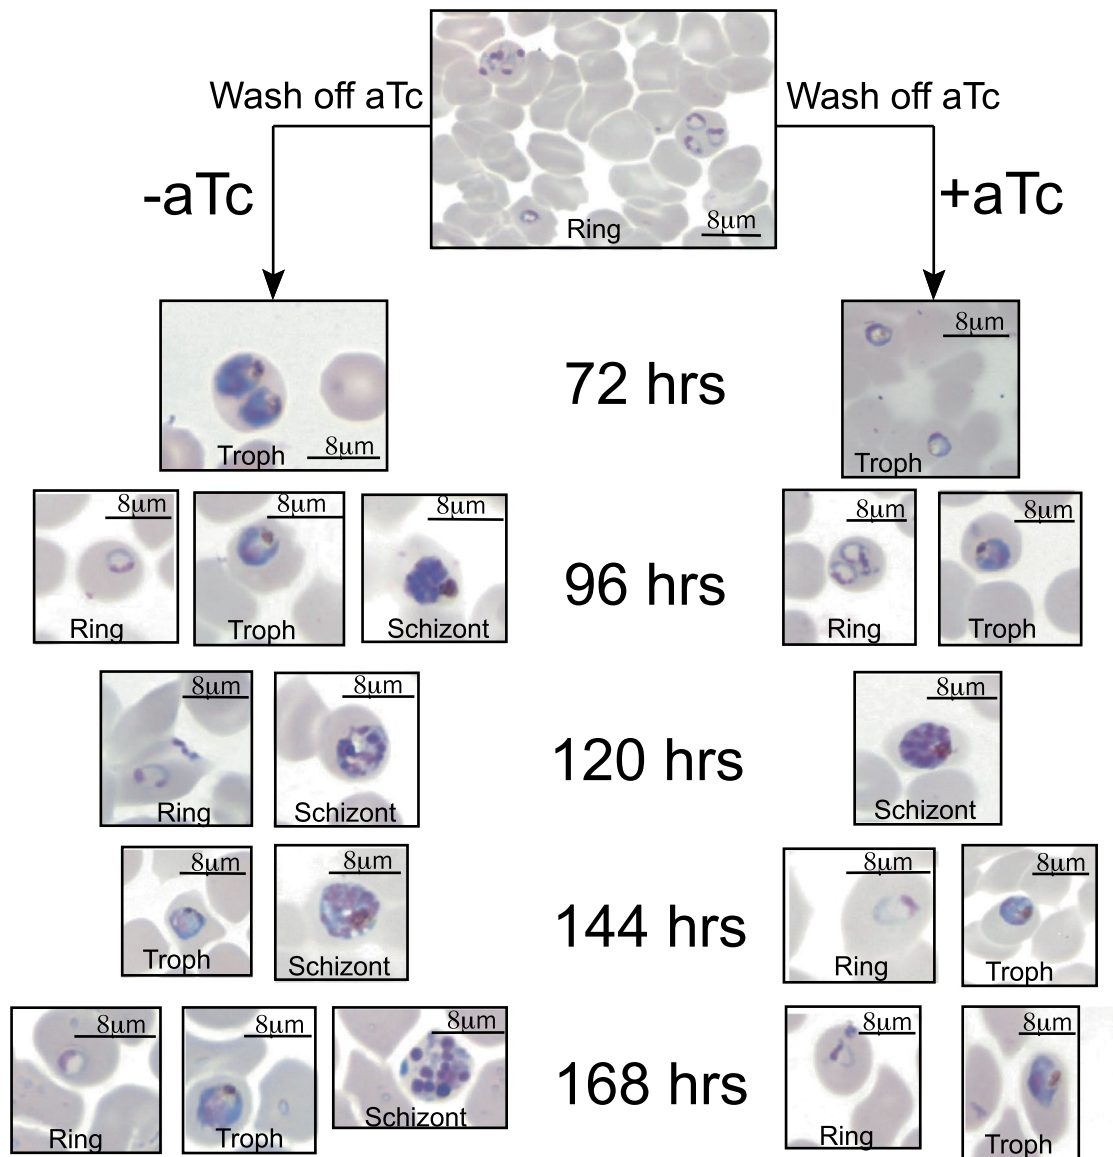 Wash off aTc
Wash off aTc
-aTc
+aTc
Ring
8µm
72 hrs
Troph
8µm
8µm
Troph
96 hrs
8µm
Ring
8µm
Troph
8µm
Schizont
8µm
Ring
8µm
Troph
120 hrs
8µm
Ring
8µm
Schizont
8µm
Schizont
144 hrs
8µm
Troph
8µm
Schizont
8µm
Ring
8µm
Troph
168 hrs
8µm
Ring
8µm
Troph
8µm
Schizont
8µm
Ring
8µm
Troph